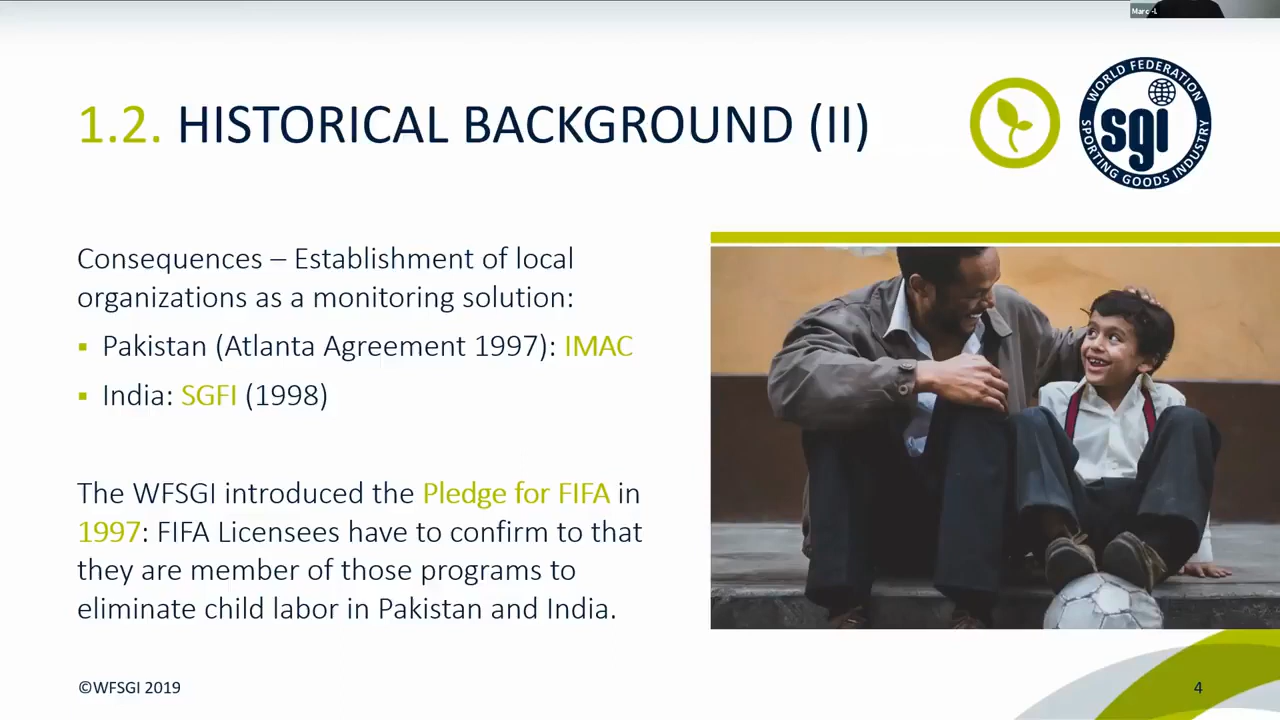 Marc -L
1.2. HISTORICAL BACKGROUND (II)
WORLD FEDERATION
sgi
SPORTING GOODS INDUSTRY
Consequences – Establishment of local
organizations as a monitoring solution:
▪ Pakistan (Atlanta Agreement 1997): IMAC
▪ India: SGFI (1998)
The WFSGI introduced the Pledge for FIFA in
1997: FIFA Licensees have to confirm to that
they are member of those programs to
eliminate child labor in Pakistan and India.
©WFSGI 2019
4